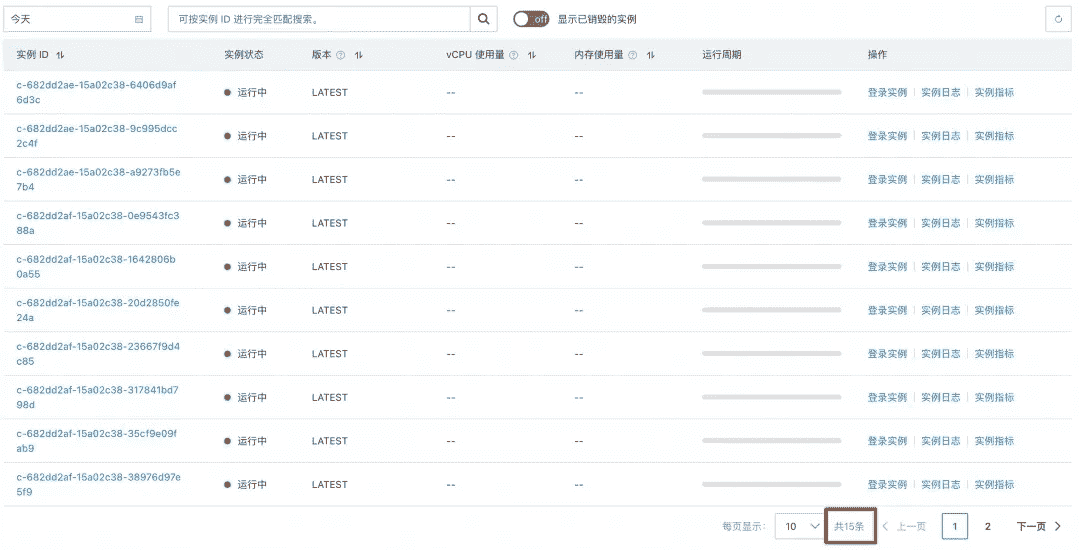 今天
可按实例 ID 进行完全匹配搜索。
off
显示已销毁的实例
实例 ID 实例状态 版本 vCPU 使用量 内存使用量 运行周期 操作
c-682dd2ae-15a02c38-6406d9af
6d3c
运行中 LATEST -- -- 登录实例 实例日志 实例指标
c-682dd2ae-15a02c38-9c995dcc
2c4f
运行中 LATEST -- -- 登录实例 实例日志 实例指标
c-682dd2ae-15a02c38-a9273fb5e
7b4
运行中 LATEST -- -- 登录实例 实例日志 实例指标
c-682dd2af-15a02c38-0e9543fc3
88a
运行中 LATEST -- -- 登录实例 实例日志 实例指标
c-682dd2af-15a02c38-1642806b
0a55
运行中 LATEST -- -- 登录实例 实例日志 实例指标
c-682dd2af-15a02c38-20d2850fe
24a
运行中 LATEST -- -- 登录实例 实例日志 实例指标
c-682dd2af-15a02c38-23667f9d4
c85
运行中 LATEST -- -- 登录实例 实例日志 实例指标
c-682dd2af-15a02c38-317841bd7
98d
运行中 LATEST -- -- 登录实例 实例日志 实例指标
c-682dd2af-15a02c38-35cf9e09f
ab9
运行中 LATEST -- -- 登录实例 实例日志 实例指标
c-682dd2af-15a02c38-38976d97e
5f9
运行中 LATEST -- -- 登录实例 实例日志 实例指标
每页显示: 10 共15条 上一页 1 2 下一页